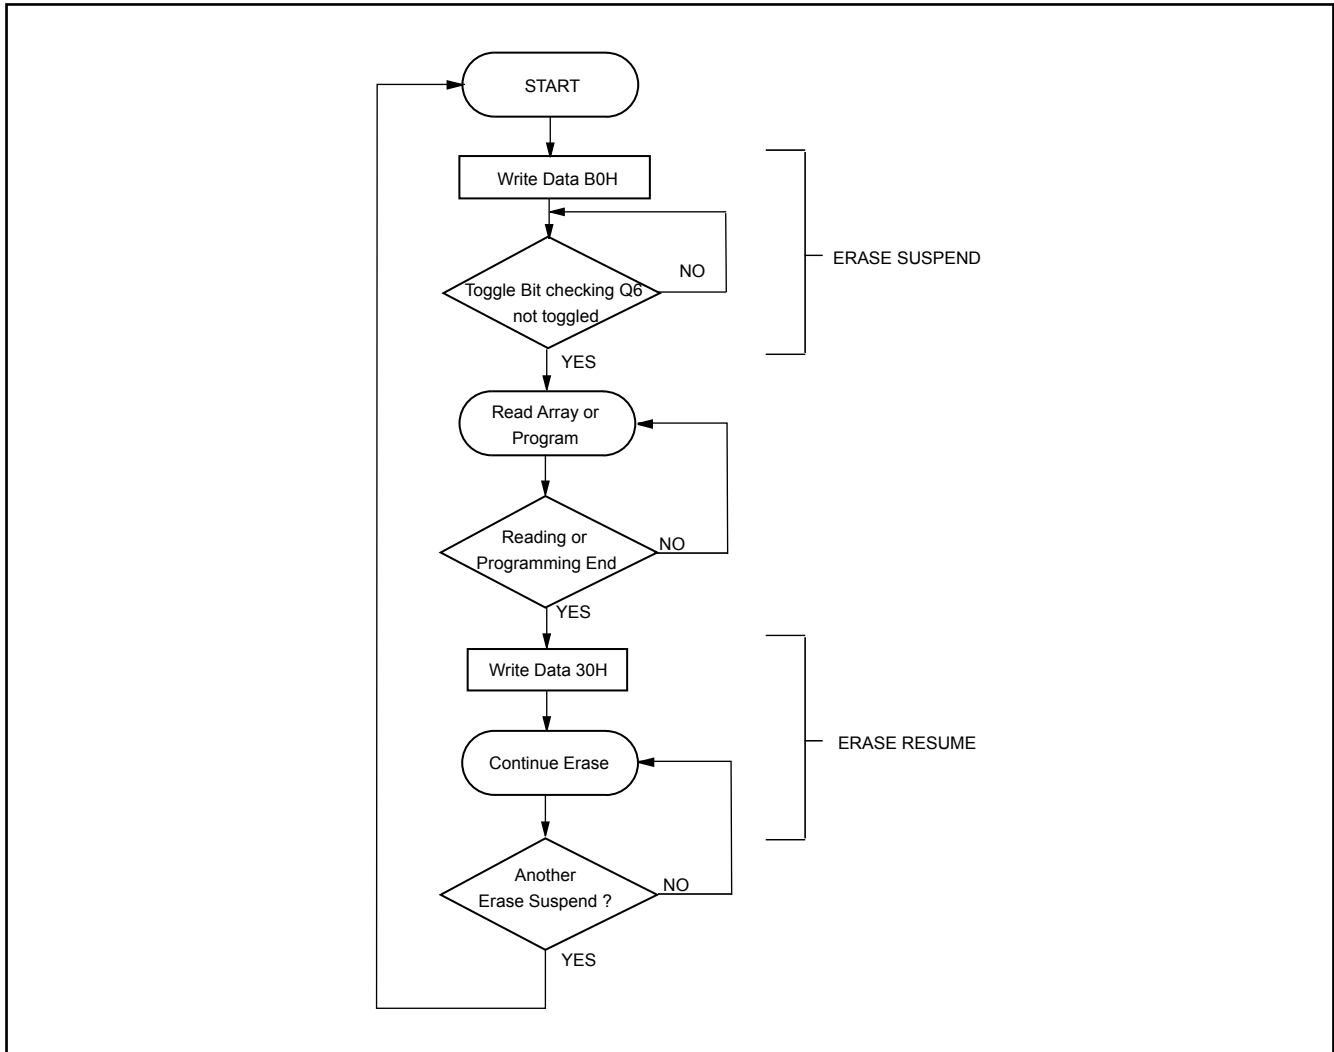 START
Write Data B0H
ERASE SUSPEND
NO
Toggle Bit checking Q6
not toggled
YES
Read Array or
Program
Reading or
Programming End
NO
YES
Write Data 30H
ERASE RESUME
Continue Erase
Another
Erase Suspend ?
NO
YES